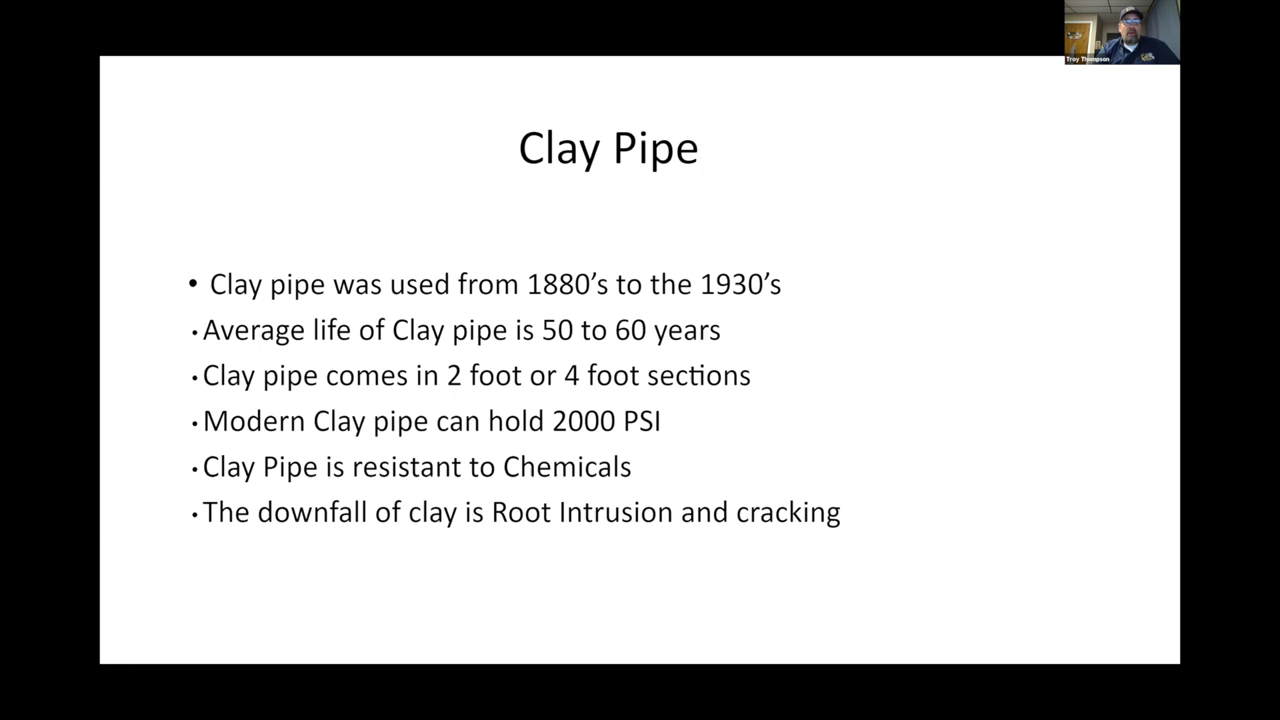 Troy Thompson
Clay Pipe
• Clay pipe was used from 1880’s to the 1930’s
• Average life of Clay pipe is 50 to 60 years
• Clay pipe comes in 2 foot or 4 foot sections
• Modern Clay pipe can hold 2000 PSI
• Clay Pipe is resistant to Chemicals
• The downfall of clay is Root Intrusion and cracking